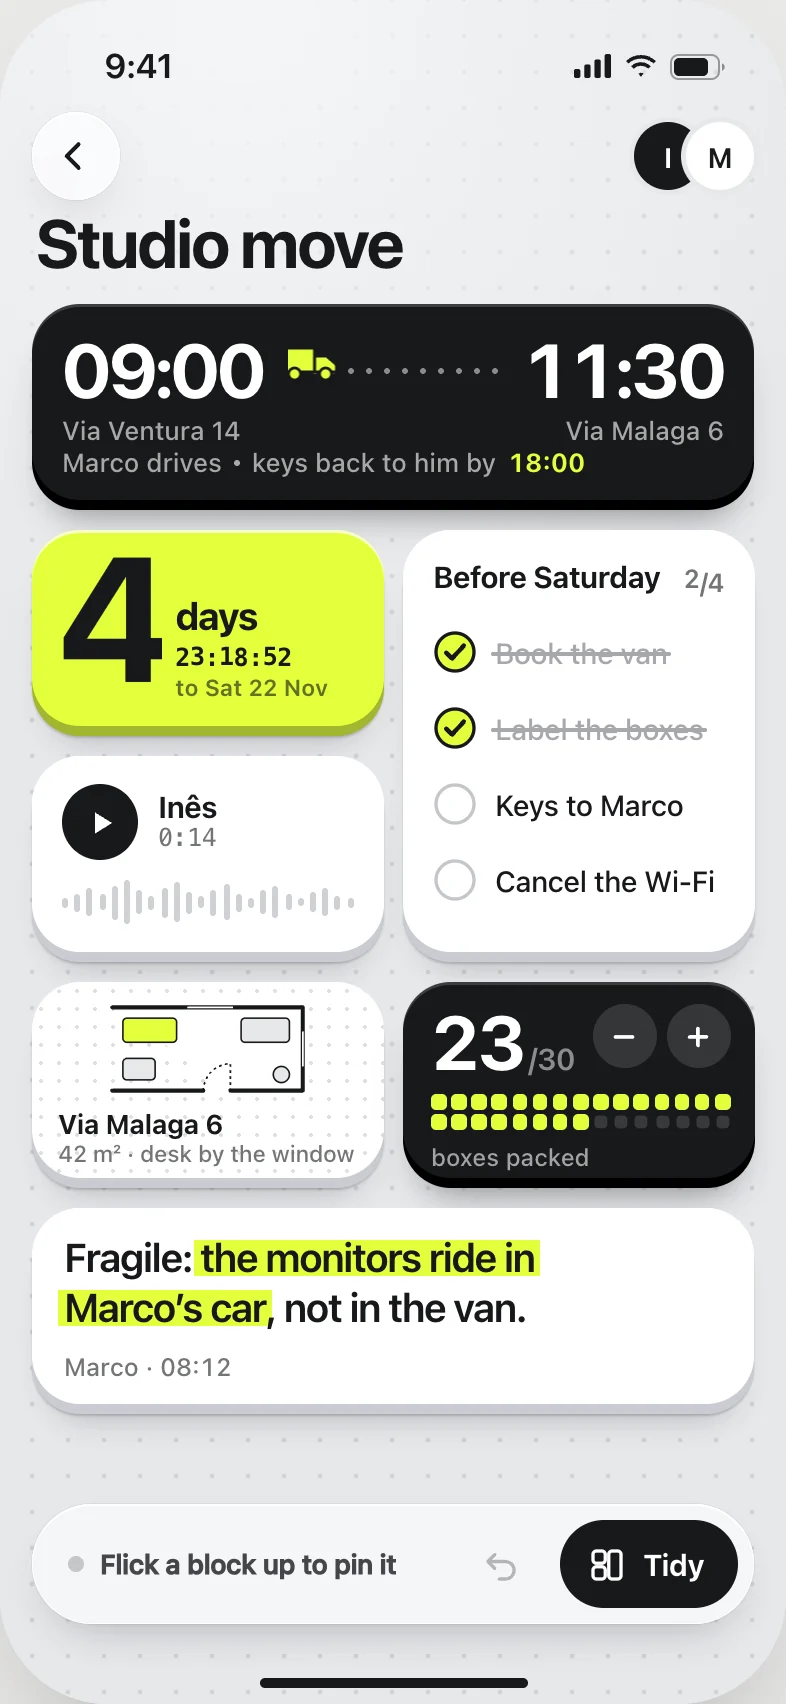 9:41
I M
Studio move
09:00 11:30
Via Ventura 14 Via Malaga 6
Marco drives • keys back to him by 18:00
4 days
23:18:52
to Sat 22 Nov
Before Saturday 2/4
Book the van
Label the boxes
Keys to Marco
Cancel the Wi-Fi
Inês
0:14
Via Malaga 6
42 m² · desk by the window
23/30 − +
boxes packed
Fragile: the monitors ride in
Marco’s car, not in the van.
Marco · 08:12
Flick a block up to pin it
Tidy